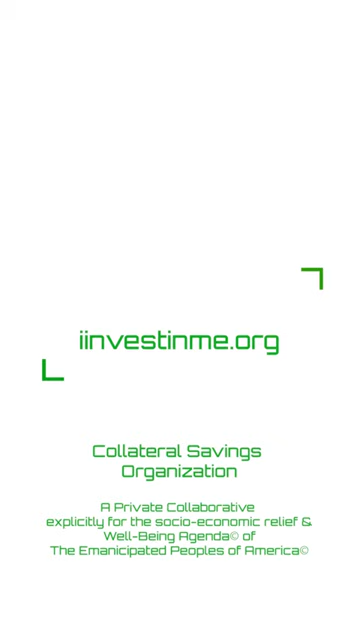 iinvestinme.org
Collateral Savings
Organization
A Private Collaborative
explicitly for the socio-economic relief &
Well-Being Agenda© of
The Emanicipated Peoples of America©